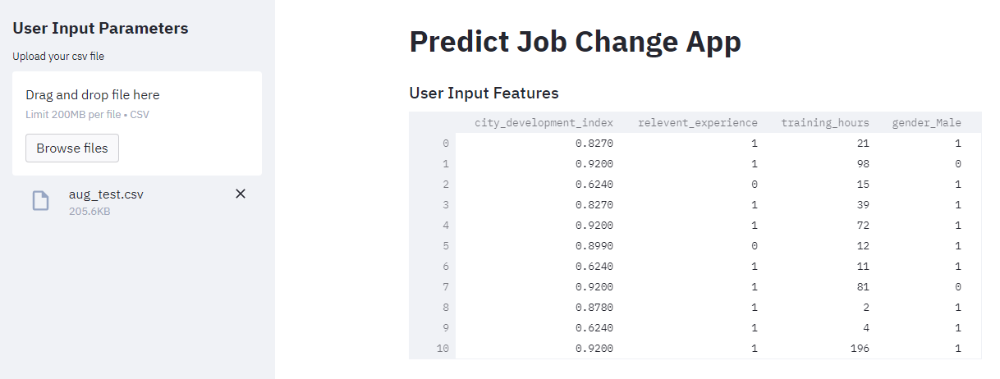 User Input Parameters
Upload your csv file
Drag and drop file here
Limit 200MB per file • CSV
Browse files
aug_test.csv
205.6KB
Predict Job Change App
User Input Features
city_development_index relevent_experience training_hours gender_Male
0 0.8270 1 21 1
1 0.9200 1 98 0
2 0.6240 0 15 1
3 0.8270 1 39 1
4 0.9200 1 72 1
5 0.8990 0 12 1
6 0.6240 1 11 1
7 0.9200 1 81 0
8 0.8780 1 2 1
9 0.6240 1 4 1
10 0.9200 1 196 1